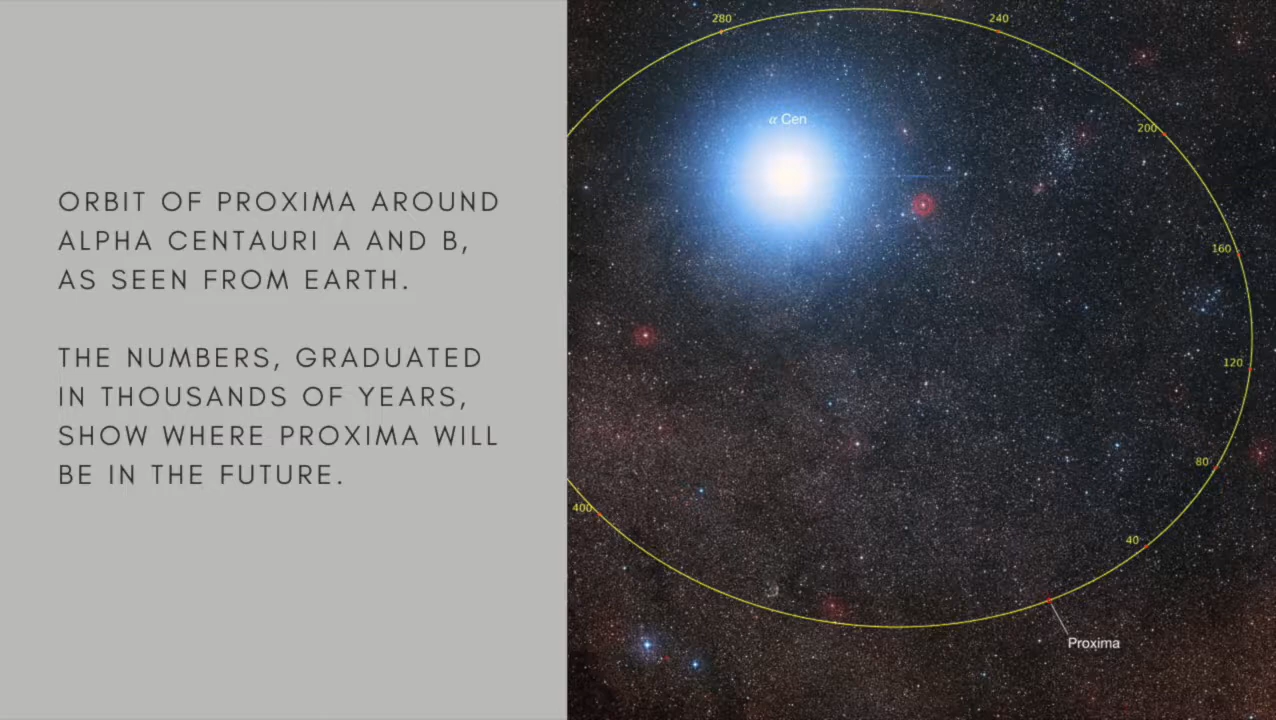 ORBIT OF PROXIMA AROUND
ALPHA CENTAURI A AND B,
AS SEEN FROM EARTH.
THE NUMBERS, GRADUATED
IN THOUSANDS OF YEARS,
SHOW WHERE PROXIMA WILL
BE IN THE FUTURE.
280
240
α Cen
200
160
120
80
400
40
Proxima